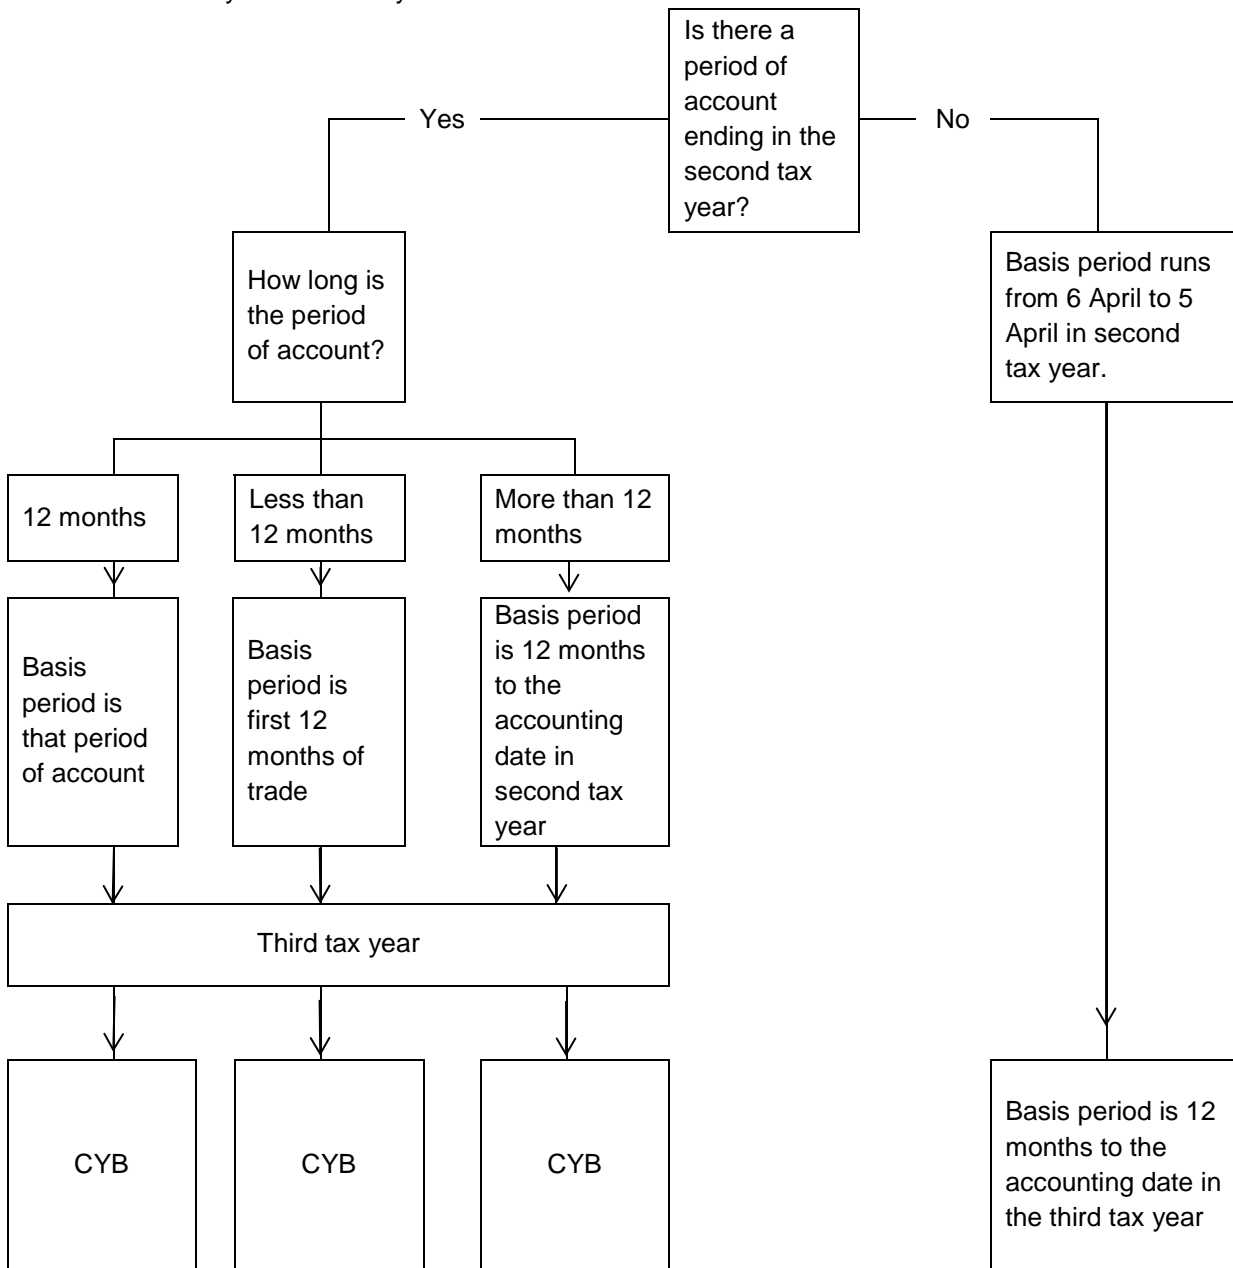 Is there a
period of
account
ending in the
second tax
year?
Yes
No
How long is
the period
of account?
Basis period runs
from 6 April to 5
April in second
tax year.
12 months
Less than
12 months
More than 12
months
Basis
period is
that period
of account
Basis
period is
first 12
months of
trade
Basis period
is 12 months
to the
accounting
date in
second tax
year
Third tax year
CYB
CYB
CYB
Basis period is 12
months to the
accounting date in
the third tax year